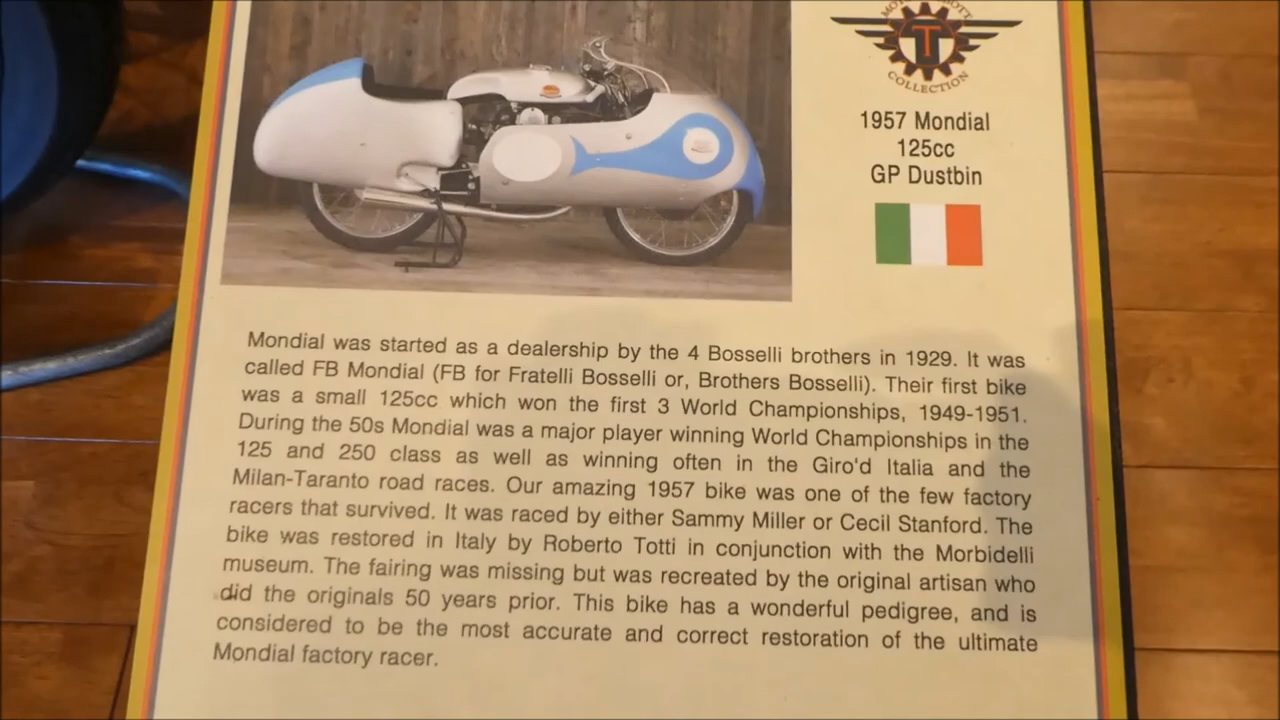 COLLECTION
1957 Mondial
125cc
GP Dustbin
Mondial was started as a dealership by the 4 Bosselli brothers in 1929. It was
called FB Mondial (FB for Fratelli Bosselli or, Brothers Bosselli). Their first bike
was a small 125cc which won the first 3 World Championships, 1949-1951.
During the 50s Mondial was a major player winning World Championships in the
125 and 250 class as well as winning often in the Giro'd Italia and the
Milan-Taranto road races. Our amazing 1957 bike was one of the few factory
racers that survived. It was raced by either Sammy Miller or Cecil Stanford. The
bike was restored in Italy by Roberto Totti in conjunction with the Morbidelli
museum. The fairing was missing but was recreated by the original artisan who
did the originals 50 years prior. This bike has a wonderful pedigree, and is
considered to be the most accurate and correct restoration of the ultimate
Mondial factory racer.